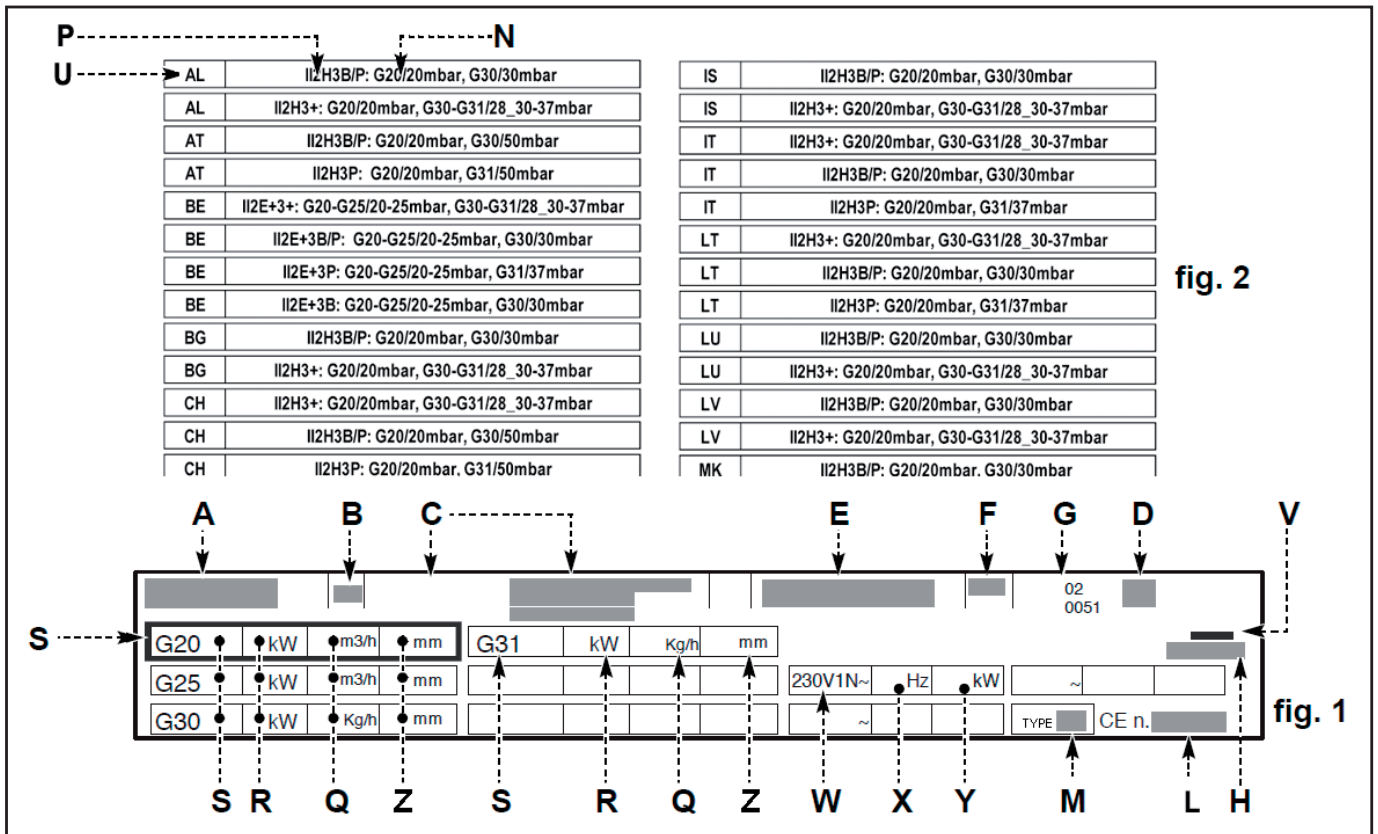 P N
U
AL II2H3B/P: G20/20mbar, G30/30mbar
AL II2H3+: G20/20mbar, G30-G31/28_30-37mbar
AT II2H3B/P: G20/20mbar, G30/50mbar
AT II2H3P: G20/20mbar, G31/50mbar
BE II2E+3+: G20-G25/20-25mbar, G30-G31/28_30-37mbar
BE II2E+3B/P: G20-G25/20-25mbar, G30/30mbar
BE II2E+3P: G20-G25/20-25mbar, G31/37mbar
BE II2E+3B: G20-G25/20-25mbar, G30/30mbar
BG II2H3B/P: G20/20mbar, G30/30mbar
BG II2H3+: G20/20mbar, G30-G31/28_30-37mbar
CH II2H3+: G20/20mbar, G30-G31/28_30-37mbar
CH II2H3B/P: G20/20mbar, G30/50mbar
CH II2H3P: G20/20mbar, G31/50mbar
IS II2H3B/P: G20/20mbar, G30/30mbar
IS II2H3+: G20/20mbar, G30-G31/28_30-37mbar
IT II2H3+: G20/20mbar, G30-G31/28_30-37mbar
IT II2H3B/P: G20/20mbar, G30/30mbar
IT II2H3P: G20/20mbar, G31/37mbar
LT II2H3+: G20/20mbar, G30-G31/28_30-37mbar
LT II2H3B/P: G20/20mbar, G30/30mbar
LT II2H3P: G20/20mbar, G31/37mbar
LU II2H3B/P: G20/20mbar, G30/30mbar
LU II2H3+: G20/20mbar, G30-G31/28_30-37mbar
LV II2H3B/P: G20/20mbar, G30/30mbar
LV II2H3+: G20/20mbar, G30-G31/28_30-37mbar
MK II2H3B/P: G20/20mbar, G30/30mbar
fig. 2
A B C E F G D V
02
0051
S G20 kW m3/h mm G31 kW Kg/h mm
G25 kW m3/h mm 230V1N~ Hz kW ~
G30 kW Kg/h mm ~ TYPE CE n.
fig. 1
S R Q Z S R Q Z W X Y M L H